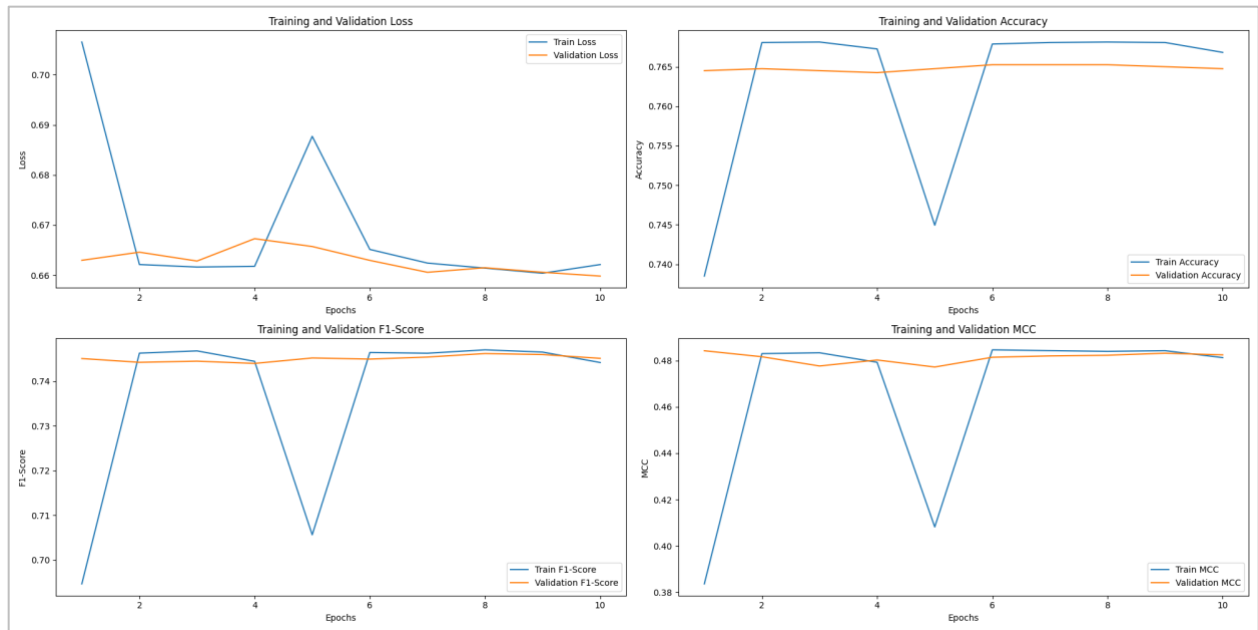 Training and Validation Loss
Train Loss
Validation Loss
0.70
0.69
0.68
0.67
0.66
Loss
2 4 6 8 10
Epochs
Training and Validation Accuracy
0.765
0.760
0.755
0.750
0.745
0.740
Accuracy
Train Accuracy
Validation Accuracy
2 4 6 8 10
Epochs
Training and Validation F1-Score
0.74
0.73
0.72
0.71
0.70
F1-Score
Train F1-Score
Validation F1-Score
2 4 6 8 10
Epochs
Training and Validation MCC
0.48
0.46
0.44
0.42
0.40
0.38
MCC
Train MCC
Validation MCC
2 4 6 8 10
Epochs